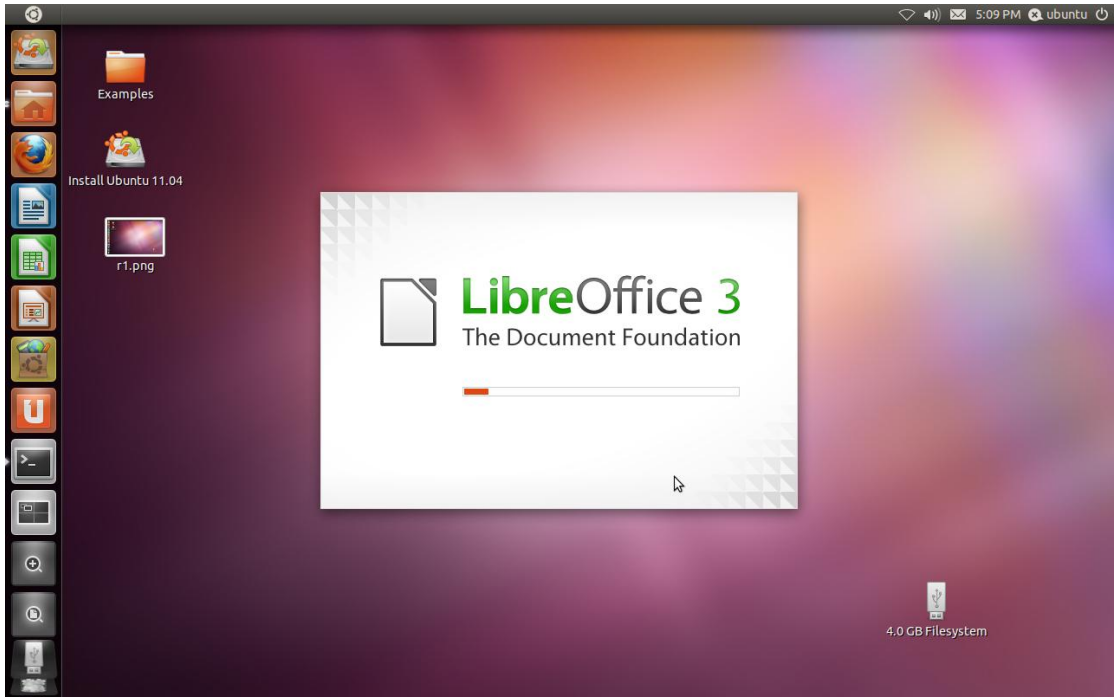 5:09 PM ubuntu
Examples
Install Ubuntu 11.04
r1.png
LibreOffice 3
The Document Foundation
4.0 GB Filesystem